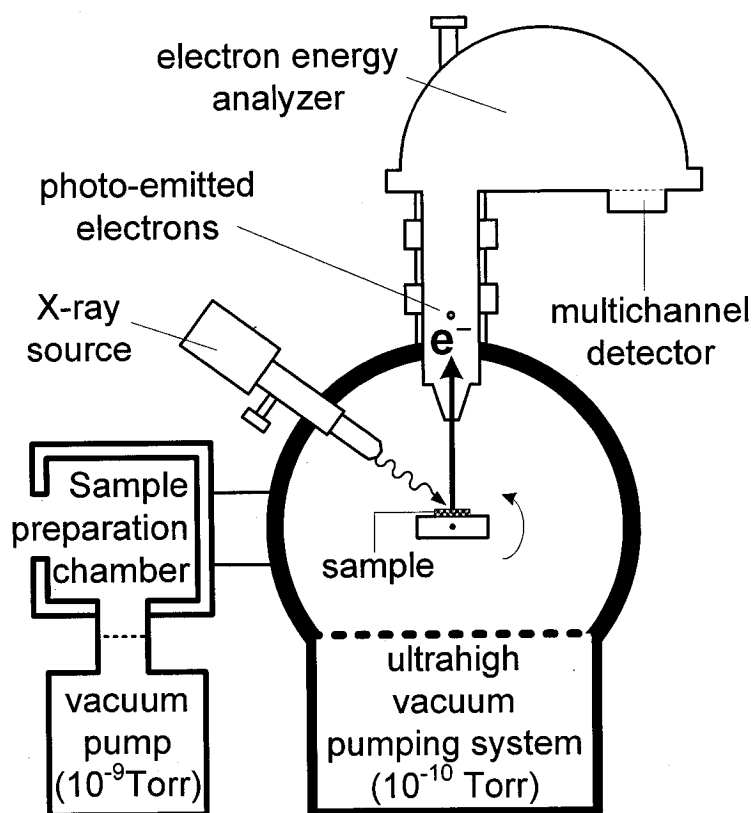 electron energy
analyzer
photo-emitted
electrons
X-ray
source
multichannel
detector
e⁻
Sample
preparation
chamber
sample
vacuum
pump
(10⁻⁹Torr)
ultrahigh
vacuum
pumping system
(10⁻¹⁰ Torr)